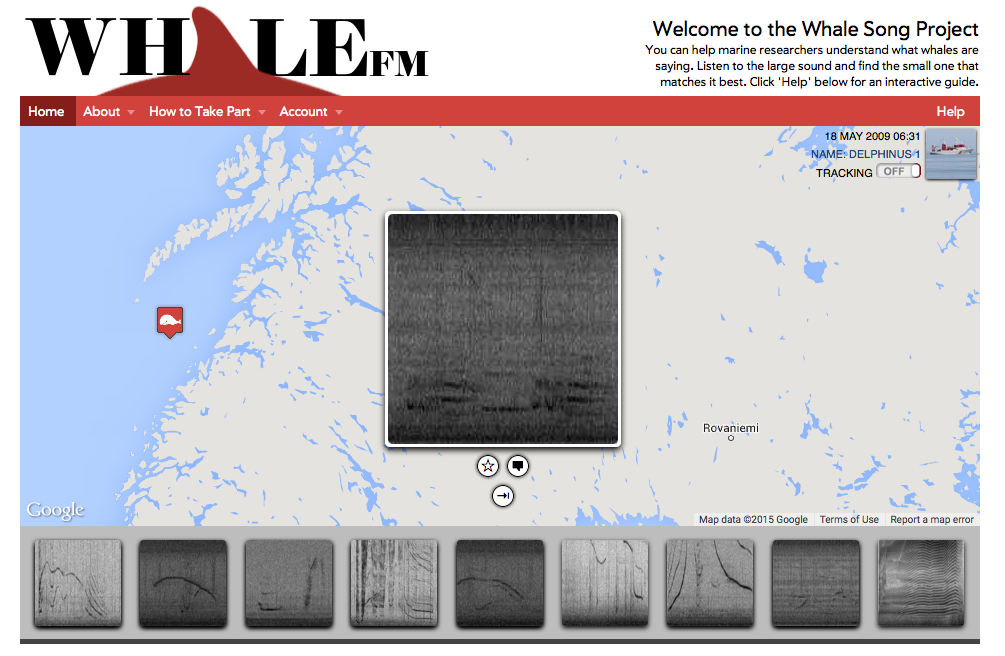 WHALE FM
Welcome to the Whale Song Project
You can help marine researchers understand what whales are
saying. Listen to the large sound and find the small one that
matches it best. Click 'Help' below for an interactive guide.
Home About How to Take Part Account Help
18 MAY 2009 06:31
NAME: DELPHINUS 1
TRACKING OFF
Rovaniemi
Google
Map data ©2015 Google Terms of Use Report a map error